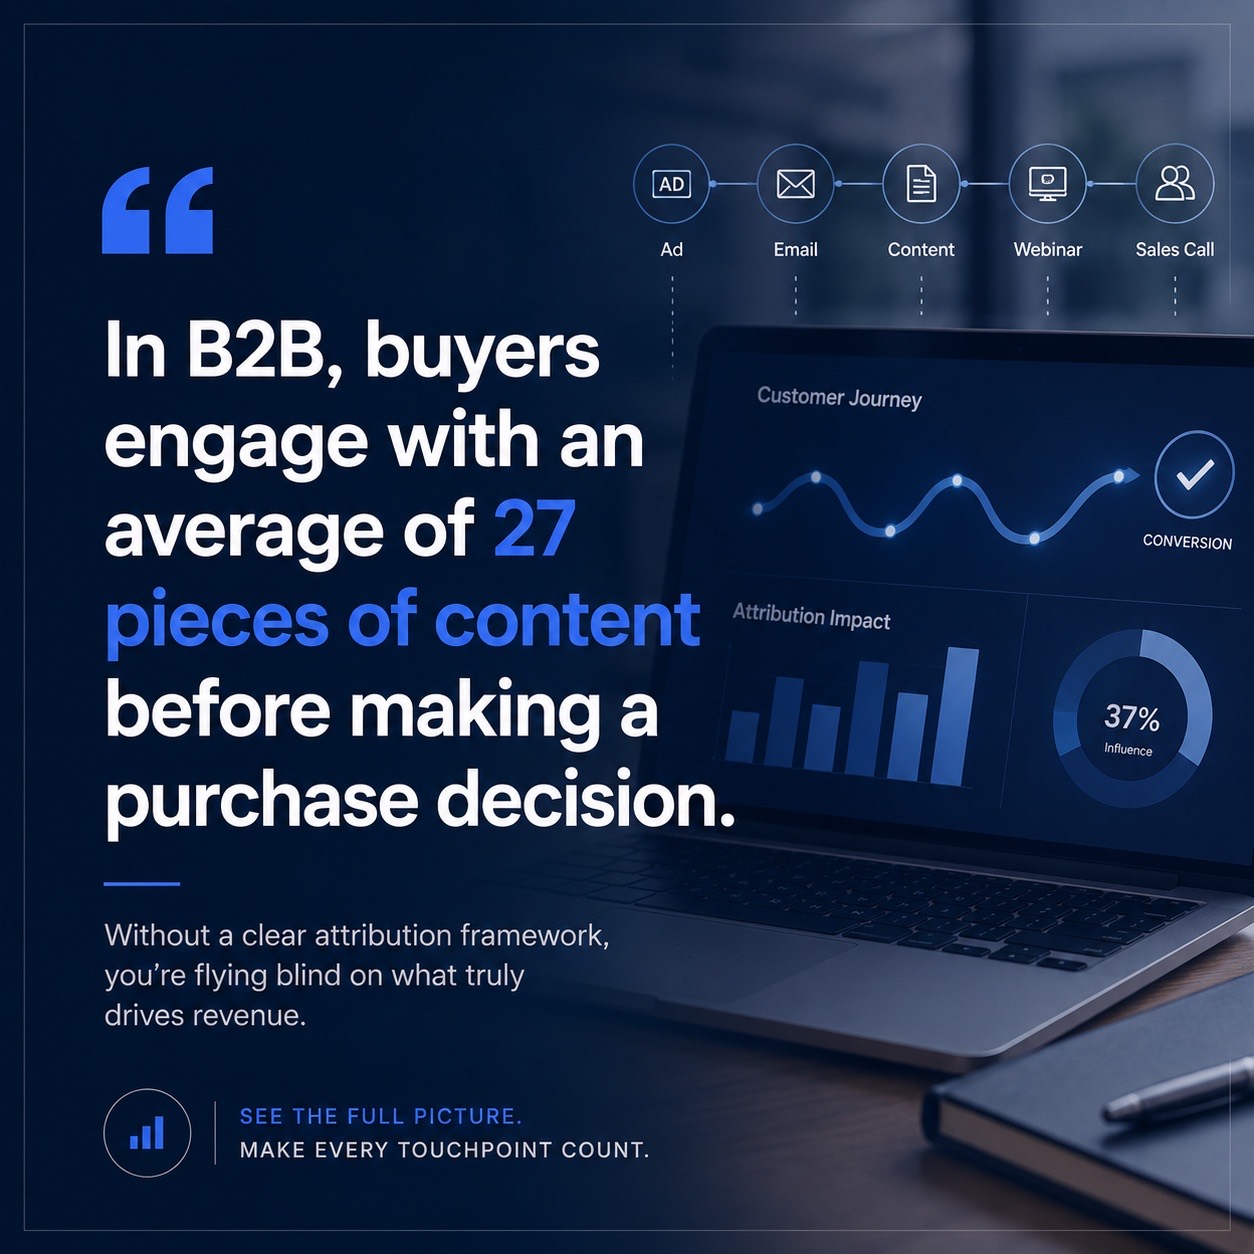 “
In B2B, buyers
engage with an
average of 27
pieces of content
before making a
purchase decision.
Without a clear attribution framework,
you’re flying blind on what truly
drives revenue.
SEE THE FULL PICTURE.
MAKE EVERY TOUCHPOINT COUNT.
AD
Ad
Email
Content
Webinar
Sales Call
Customer Journey
CONVERSION
Attribution Impact
37%
Influence